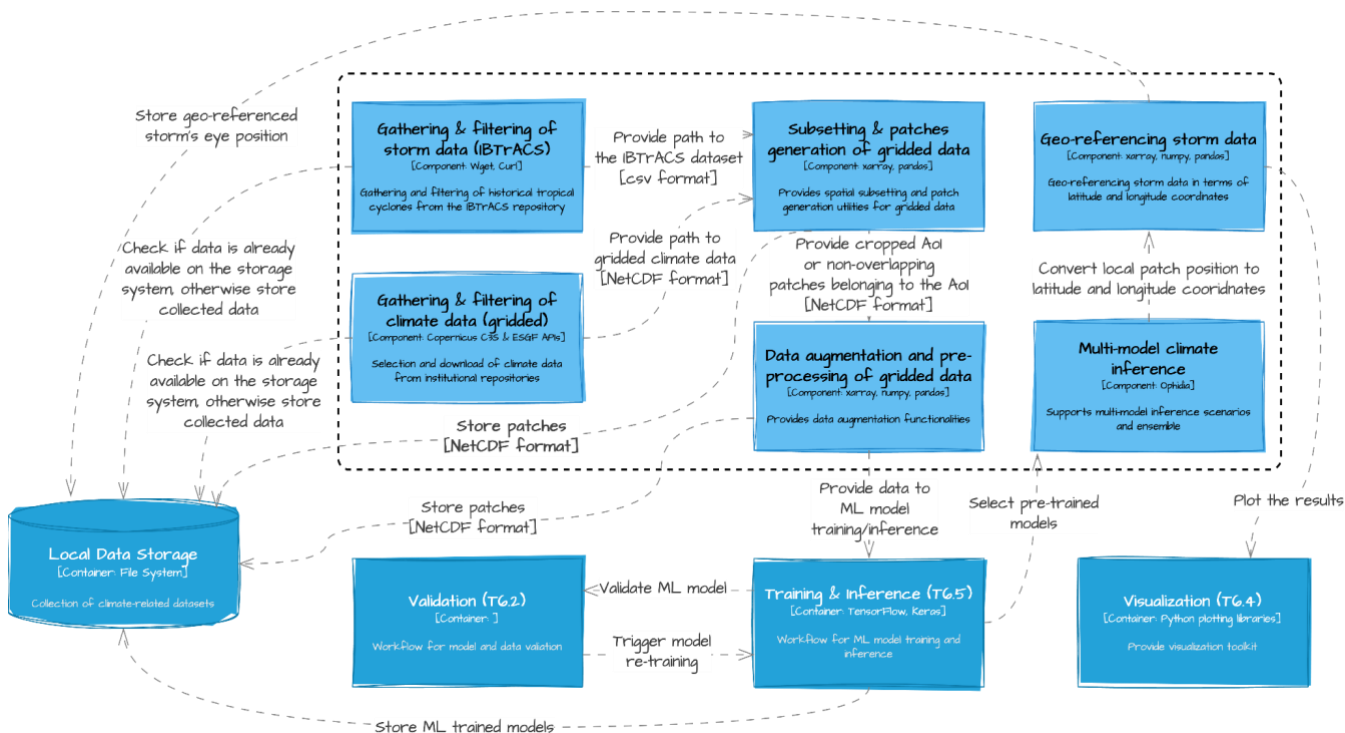 Store geo-referenced
storm's eye position
Gathering & filtering of
storm data (IBTrACS)
[Component: Wget, Curl]
Gathering and filtering of historical tropical
cyclones from the IBTrACS repository
Provide path to
the IBTrACS dataset
[csv format]
Subsetting & patches
generation of gridded data
[Component: xarray, pandas]
Provides spatial subsetting and patch
generation utilities for gridded data
Geo-referencing storm data
[Component: xarray, numpy, pandas]
Geo-referencing storm data in terms of
latitude and longitude coordinates
Check if data is already
available on the storage
system, otherwise store
collected data
Provide path to
gridded climate data
[NetCDF format]
Provide cropped AoI
or non-overlapping
patches belonging to the AoI
[NetCDF format]
Convert local patch position to
latitude and longitude cooridnates
Gathering & filtering of
climate data (gridded)
[Component: Copernicus C3S & ESGF APIs]
Selection and download of climate data
from institutional repositories
Check if data is already
available on the storage
system, otherwise store
collected data
Data augmentation and pre-
processing of gridded data
[Component: xarray, numpy, pandas]
Provides data augmentation functionalities
Multi-model climate
inference
[Component: Ophidia]
Supports multi-model inference scenarios
and ensemble
Store patches
[NetCDF format]
Store patches
[NetCDF format]
Provide data to
ML model
training/inference
Select pre-trained
models
Plot the results
Local Data Storage
[Container: File System]
Collection of climate-related datasets
Validation (T6.2)
[Container: ]
Workflow for model and data valiation
Validate ML model
Trigger model
re-training
Training & Inference (T6.5)
[Container: TensorFlow, Keras]
Workflow for ML model training and
inference
Visualization (T6.4)
[Container: Python plotting libraries]
Provide visualization toolkit
Store ML trained models